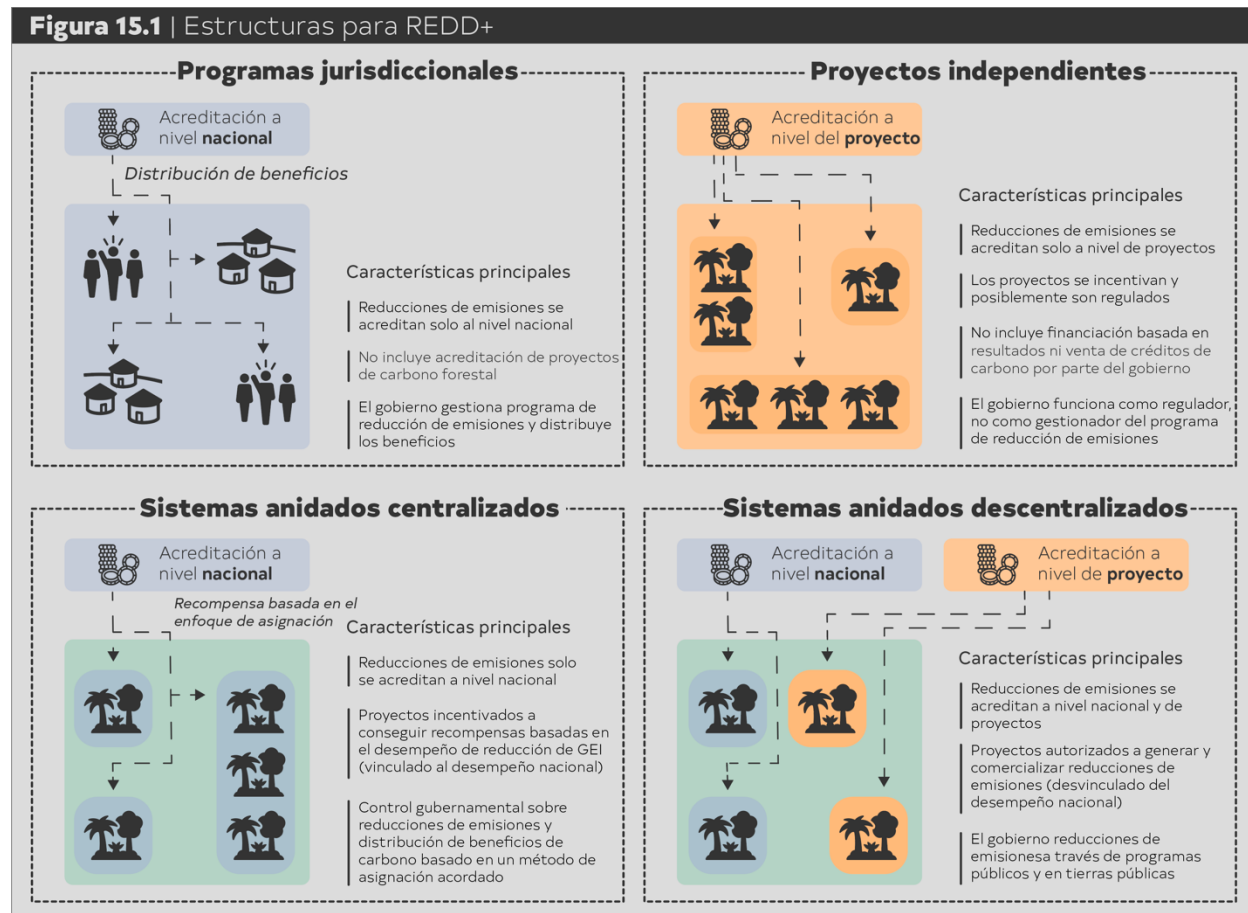 Figura 15.1 | Estructuras para REDD+
Programas jurisdiccionales
Acreditación a
nivel nacional
Distribución de beneficios
Características principales
Reducciones de emisiones se
acreditan solo al nivel nacional
No incluye acreditación de proyectos
de carbono forestal
El gobierno gestiona programa de
reducción de emisiones y distribuye
los beneficios
Proyectos independientes
Acreditación a
nivel del proyecto
Características principales
Reducciones de emisiones se
acreditan solo a nivel de proyectos
Los proyectos se incentivan y
posiblemente son regulados
No incluye financiación basada en
resultados ni venta de créditos de
carbono por parte del gobierno
El gobierno funciona como regulador,
no como gestionador del programa
de reducción de emisiones
Sistemas anidados centralizados
Acreditación a
nivel nacional
Recompensa basada en el
enfoque de asignación
Características principales
Reducciones de emisiones solo
se acreditan a nivel nacional
Proyectos incentivados a
conseguir recompensas basadas en
el desempeño de reducción de GEI
(vinculado al desempeño nacional)
Control gubernamental sobre
reducciones de emisiones y
distribución de beneficios de
carbono basado en un método de
asignación acordado
Sistemas anidados descentralizados
Acreditación a
nivel nacional
Acreditación a
nivel de proyecto
Características principales
Reducciones de emisiones se
acreditan a nivel nacional y de
proyectos
Proyectos autorizados a generar y
comercializar reducciones de
emisiones (desvinculado del
desempeño nacional)
El gobierno reducciones de
emisionesa través de programas
públicos y en tierras públicas